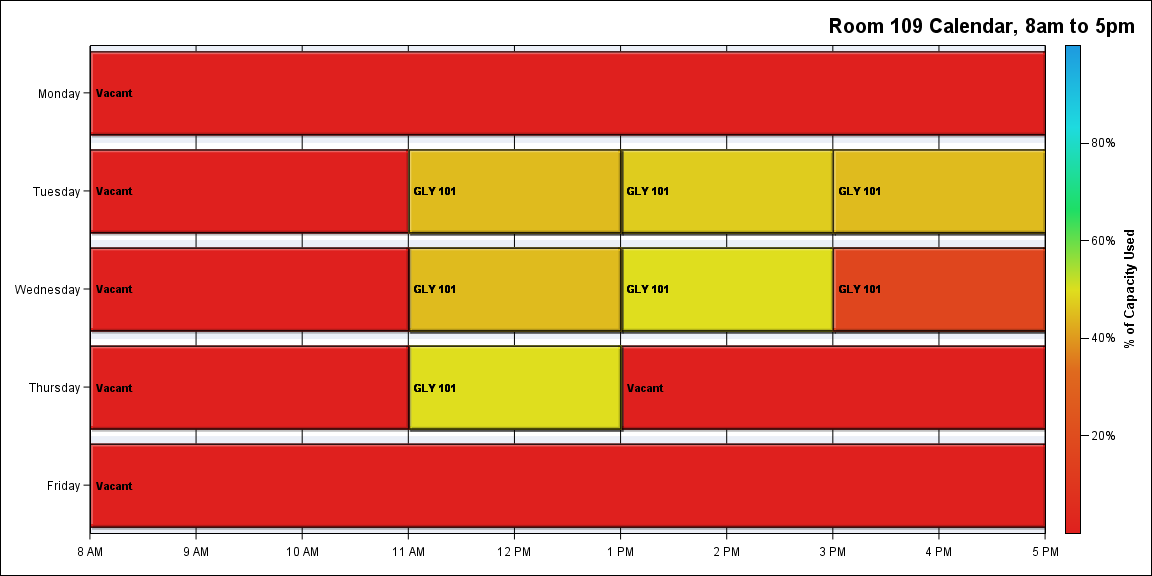 Room 109 Calendar, 8am to 5pm
Monday
Vacant
80%
Tuesday
Vacant
GLY 101
GLY 101
GLY 101
60%
% of Capacity Used
Wednesday
Vacant
GLY 101
GLY 101
GLY 101
40%
Thursday
Vacant
GLY 101
Vacant
20%
Friday
Vacant
8 AM
9 AM
10 AM
11 AM
12 PM
1 PM
2 PM
3 PM
4 PM
5 PM